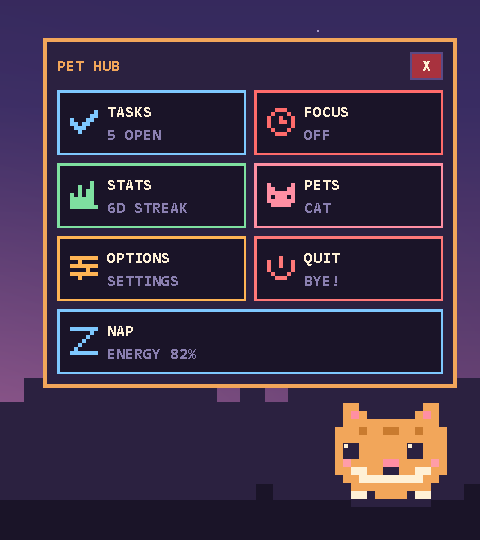 PET HUB
X
TASKS
5 OPEN
FOCUS
OFF
STATS
6D STREAK
PETS
CAT
OPTIONS
SETTINGS
QUIT
BYE!
NAP
ENERGY 82%